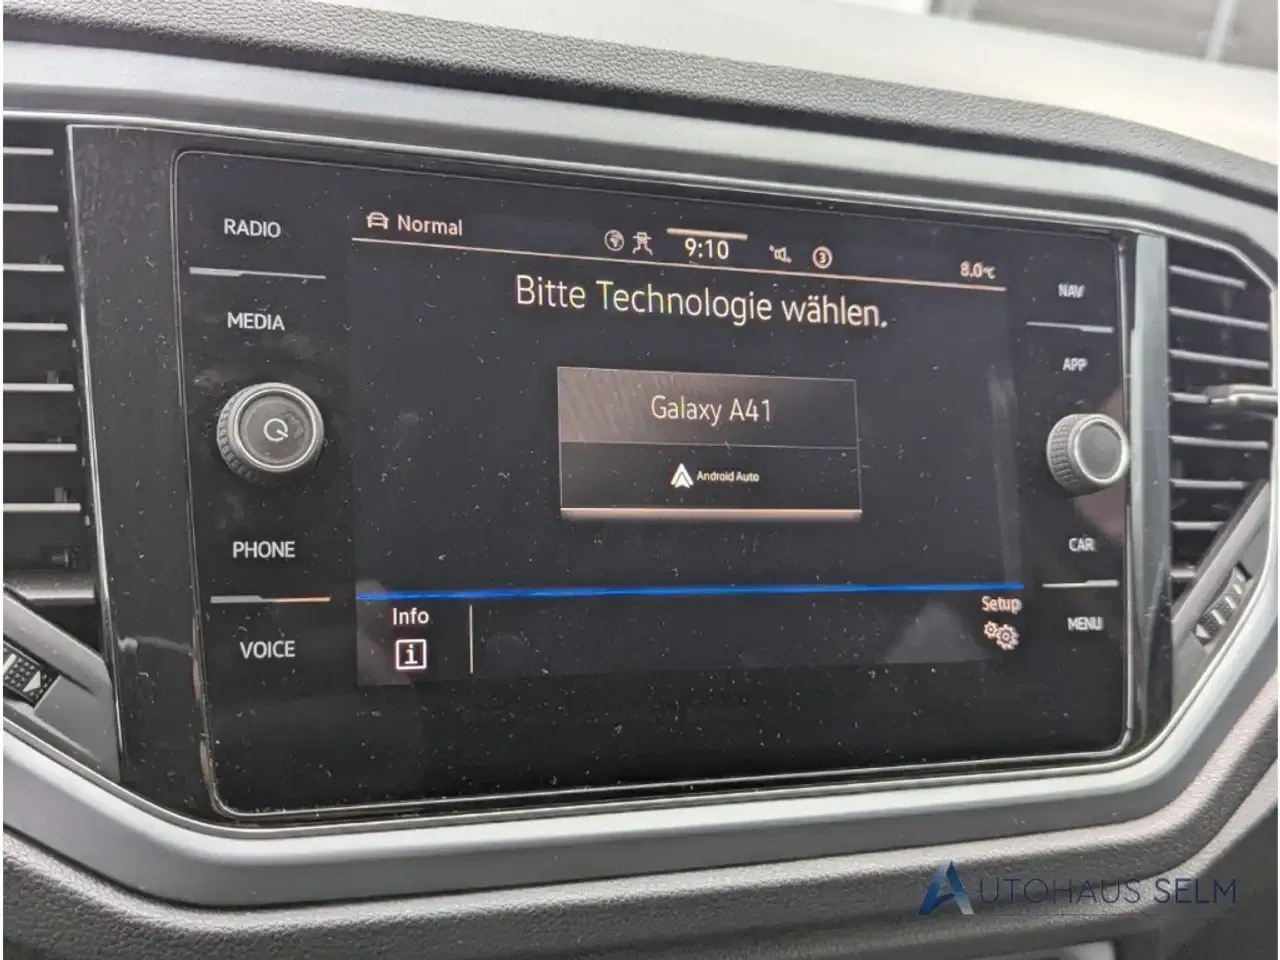 RADIO
MEDIA
PHONE
VOICE
Normal
9:10
3
8.0°C
Bitte Technologie wählen.
Galaxy A41
Android Auto
Info
i
Setup
NAV
APP
CAR
MENU
AUTOHAUS SELM